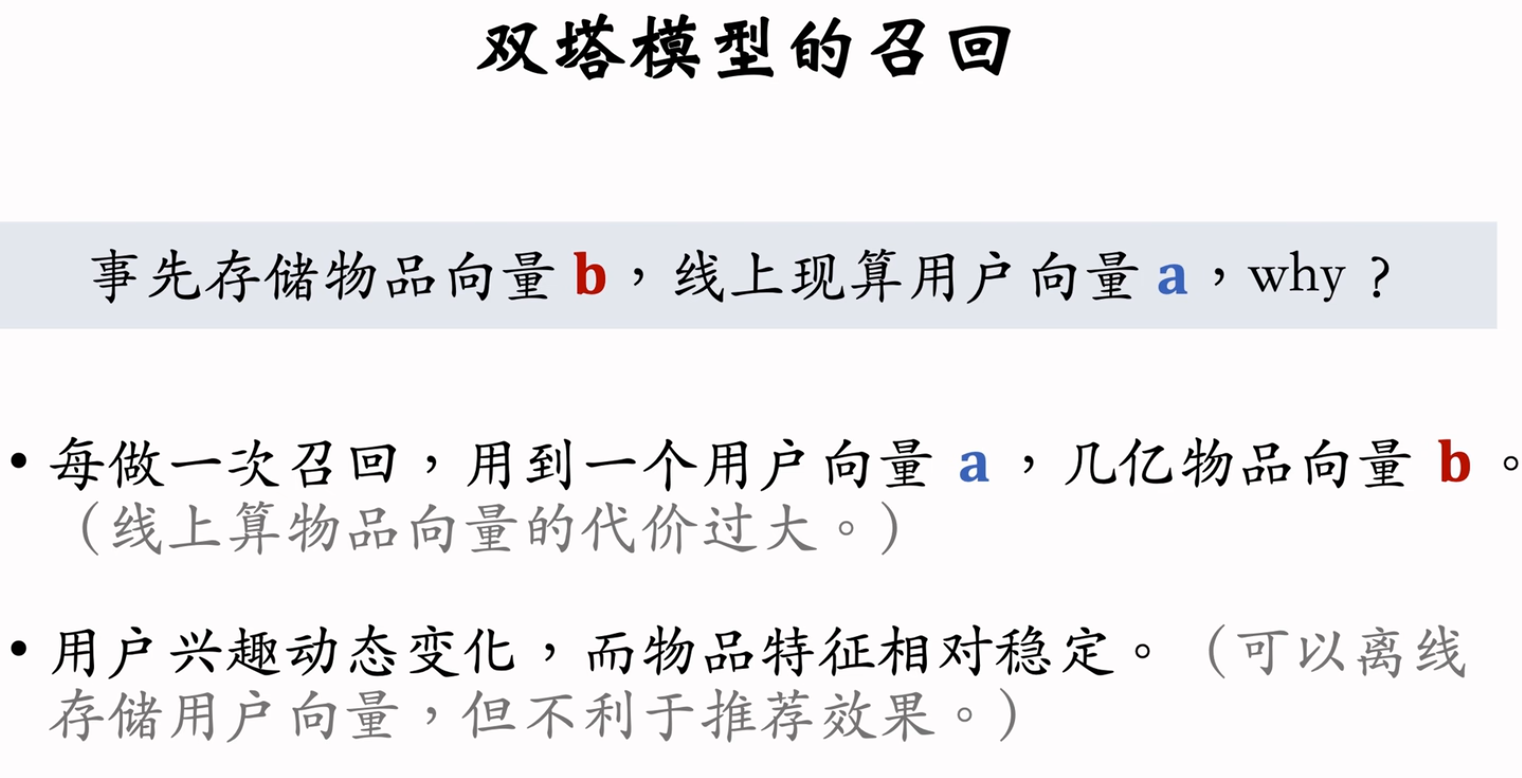 双塔模型的召回
事先存储物品向量 b，线上现算用户向量 a，why？
• 每做一次召回，用到一个用户向量 a，几亿物品向量 b。
（线上算物品向量的代价过大。）
• 用户兴趣动态变化，而物品特征相对稳定。（可以离线
存储用户向量，但不利于推荐效果。）